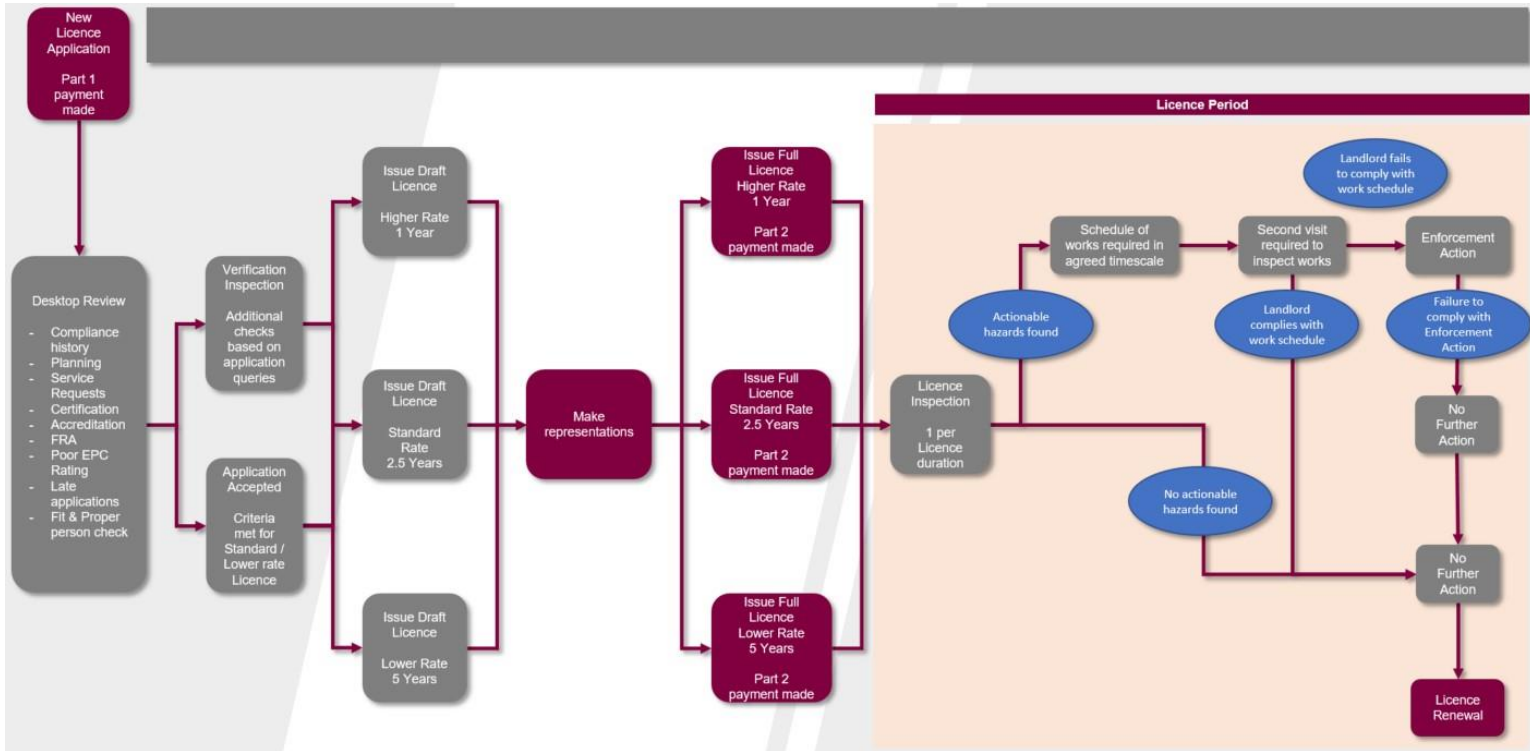 New
Licence
Application
Part 1
payment
made
Desktop Review
- Compliance
history
- Planning
- Service
Requests
- Certification
- Accreditation
- FRA
- Poor EPC
Rating
- Late
applications
- Fit & Proper
person check
Verification
Inspection
Additional
checks
based on
application
queries
Application
Accepted
Criteria
met for
Standard /
Lower rate
Licence
Issue Draft
Licence
Higher Rate
1 Year
Issue Draft
Licence
Standard
Rate
2.5 Years
Issue Draft
Licence
Lower Rate
5 Years
Make
representations
Issue Full
Licence
Higher Rate
1 Year
Part 2
payment made
Issue Full
Licence
Standard Rate
2.5 Years
Part 2
payment made
Issue Full
Licence
Lower Rate
5 Years
Part 2
payment made
Licence Period
Licence
Inspection
1 per
Licence
duration
Actionable
hazards found
No actionable
hazards found
Schedule of
works required in
agreed timescale
Second visit
required to
inspect works
Landlord complies with
work schedule
Landlord fails
to comply with
work schedule
Enforcement
Action
Failure to
comply with
Enforcement
Action
No
Further
Action
No
Further
Action
Licence
Renewal